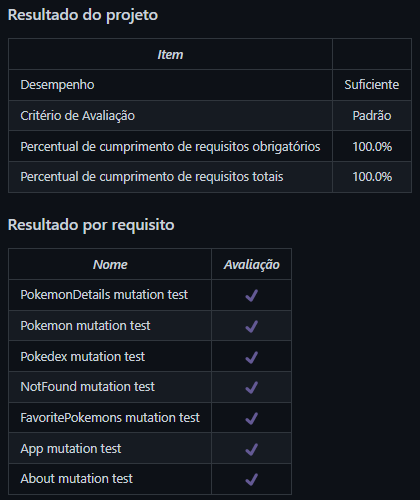 Resultado do projeto
Item
Desempenho Suficiente
Critério de Avaliação Padrão
Percentual de cumprimento de requisitos obrigatórios 100.0%
Percentual de cumprimento de requisitos totais 100.0%
Resultado por requisito
Nome Avaliação
PokemonDetails mutation test ✔
Pokemon mutation test ✔
Pokedex mutation test ✔
NotFound mutation test ✔
FavoritePokemons mutation test ✔
App mutation test ✔
About mutation test ✔